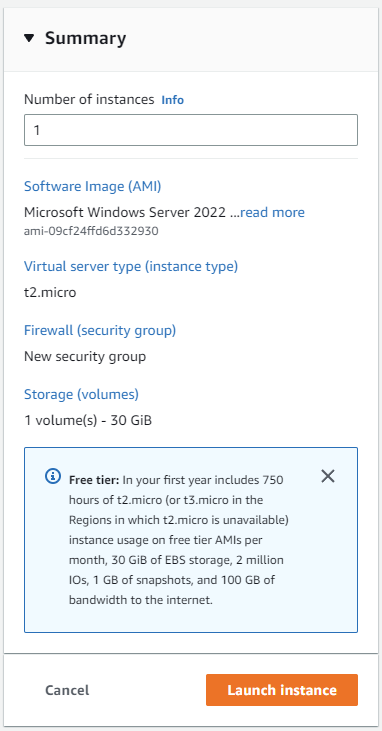 Summary
Number of instances Info
1
Software Image (AMI)
Microsoft Windows Server 2022 ...read more
ami-09cf24ffd6d332930
Virtual server type (instance type)
t2.micro
Firewall (security group)
New security group
Storage (volumes)
1 volume(s) - 30 GiB
Free tier: In your first year includes 750
hours of t2.micro (or t3.micro in the
Regions in which t2.micro is unavailable)
instance usage on free tier AMIs per
month, 30 GiB of EBS storage, 2 million
IOs, 1 GB of snapshots, and 100 GB of
bandwidth to the internet.
Cancel
Launch instance